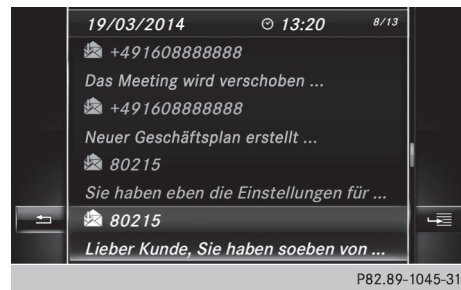 19/03/2014 13:20 8/13
+491608888888
Das Meeting wird verschoben ...
+491608888888
Neuer Geschäftsplan erstellt ...
80215
Sie haben eben die Einstellungen für ...
80215
Lieber Kunde, Sie haben soeben von ...
P82.89-1045-31